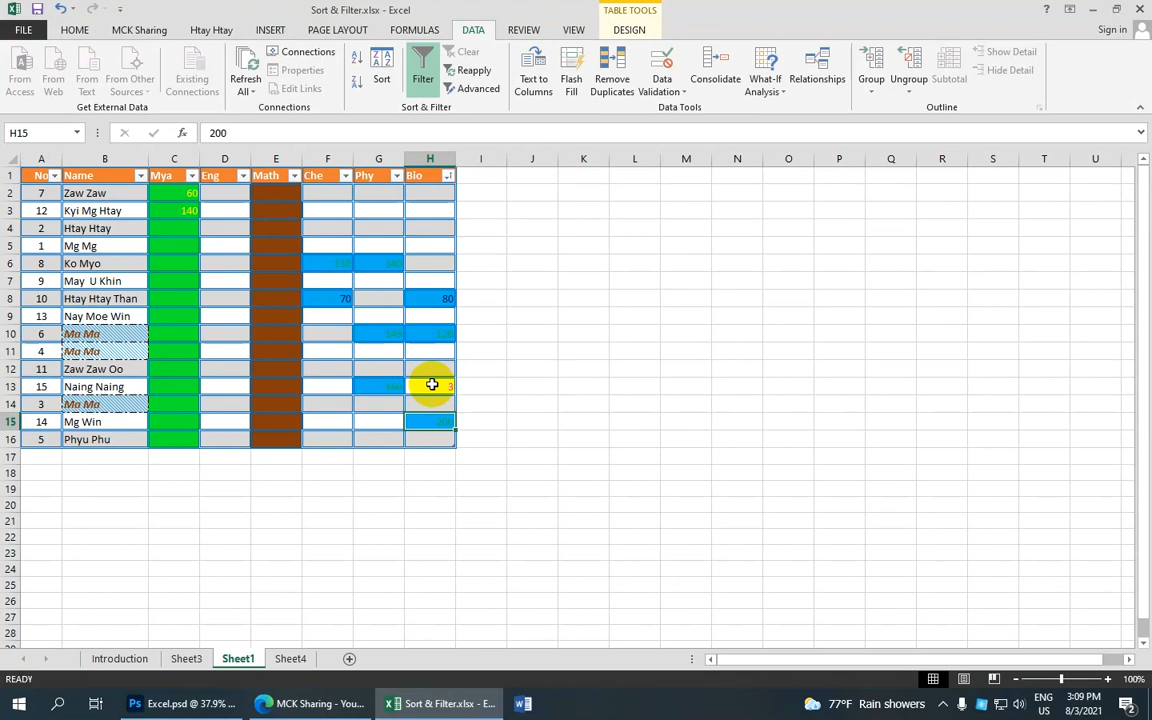 Sort & Filter.xlsx - Excel
TABLE TOOLS
FILE
HOME
MCK Sharing
Htay Htay
INSERT
PAGE LAYOUT
FORMULAS
DATA
REVIEW
VIEW
DESIGN
Sign in
From Access
From Web
From Text
From Other Sources
Existing Connections
Refresh All
Connections
Properties
Edit Links
Sort
Filter
Clear
Reapply
Advanced
Text to Columns
Flash Fill
Remove Duplicates
Data Validation
Consolidate
What-If Analysis
Relationships
Group
Ungroup
Subtotal
Show Detail
Hide Detail
Get External Data
Connections
Sort & Filter
Data Tools
Outline
H15
fx
200
A B C D E F G H I J K L M N O P Q R S T U
1 No Name Mya Eng Math Che Phy Bio
2 7 Zaw Zaw 60
3 12 Kyi Mg Htay 140
4 2 Htay Htay
5 1 Mg Mg
6 8 Ko Myo
7 9 May U Khin
8 10 Htay Htay Than 70 80
9 13 Nay Moe Win
10 6 Ma Ma
11 4 Ma Ma
12 11 Zaw Zaw Oo
13 15 Naing Naing 3
14 3 Ma Ma
15 14 Mg Win 200
16 5 Phyu Phu
17
18
19
20
21
22
23
24
25
26
27
28
Introduction
Sheet3
Sheet1
Sheet4
READY
100%
Excel.psd @ 37.9% ...
MCK Sharing - You...
Sort & Filter.xlsx - E...
77°F Rain showers
ENG
US
3:09 PM
8/3/2021
2